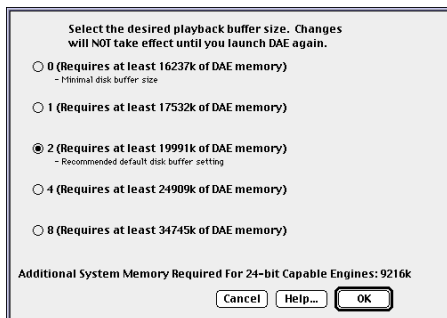 Select the desired playback buffer size. Changes
will NOT take effect until you launch DAE again.
0 (Requires at least 16237k of DAE memory)
- Minimal disk buffer size
1 (Requires at least 17532k of DAE memory)
2 (Requires at least 19991k of DAE memory)
- Recommended default disk buffer setting
4 (Requires at least 24909k of DAE memory)
8 (Requires at least 34745k of DAE memory)
Additional System Memory Required For 24-bit Capable Engines: 9216k
Cancel Help... OK